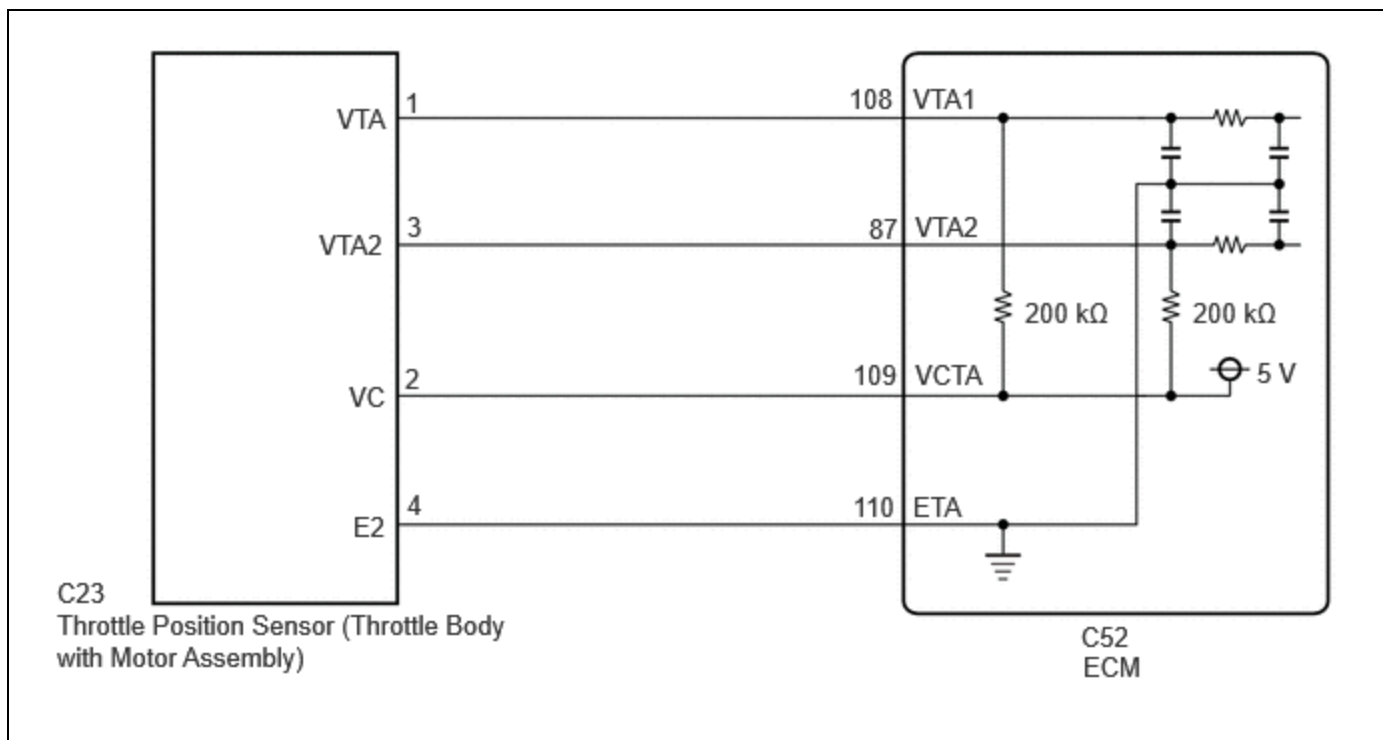 VTA 1 108 VTA1
VTA2 3 87 VTA2
200 kΩ 200 kΩ
VC 2 109 VCTA 5 V
E2 4 110 ETA
C23
Throttle Position Sensor (Throttle Body
with Motor Assembly)
C52
ECM